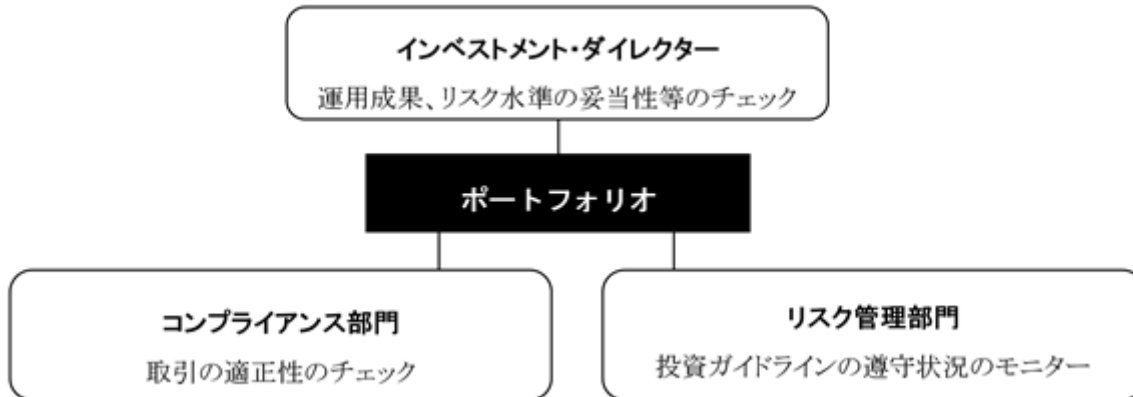 インベストメント・ダイレクター
運用成果、リスク水準の妥当性等のチェック
ポートフォリオ
コンプライアンス部門
取引の適正性のチェック
リスク管理部門
投資ガイドラインの遵守状況のモニター